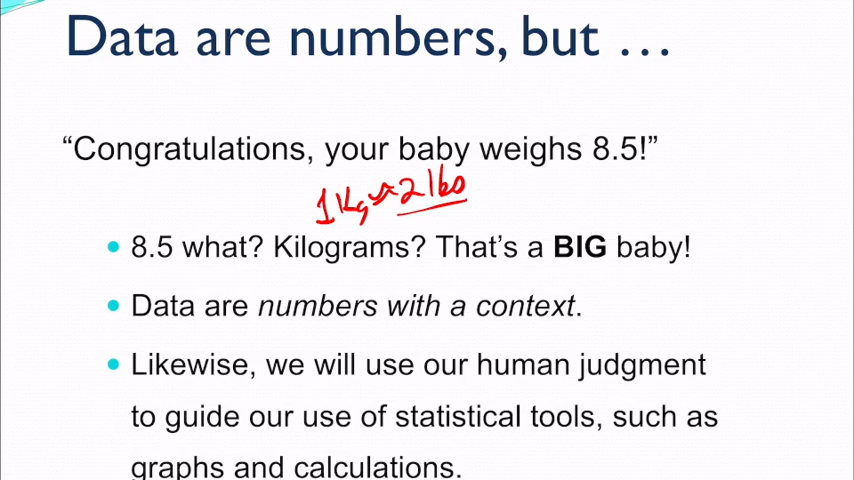 Data are numbers, but …
“Congratulations, your baby weighs 8.5!”
1 Kg ≈ 2 lbs
• 8.5 what? Kilograms? That’s a BIG baby!
• Data are numbers with a context.
• Likewise, we will use our human judgment
to guide our use of statistical tools, such as
graphs and calculations.